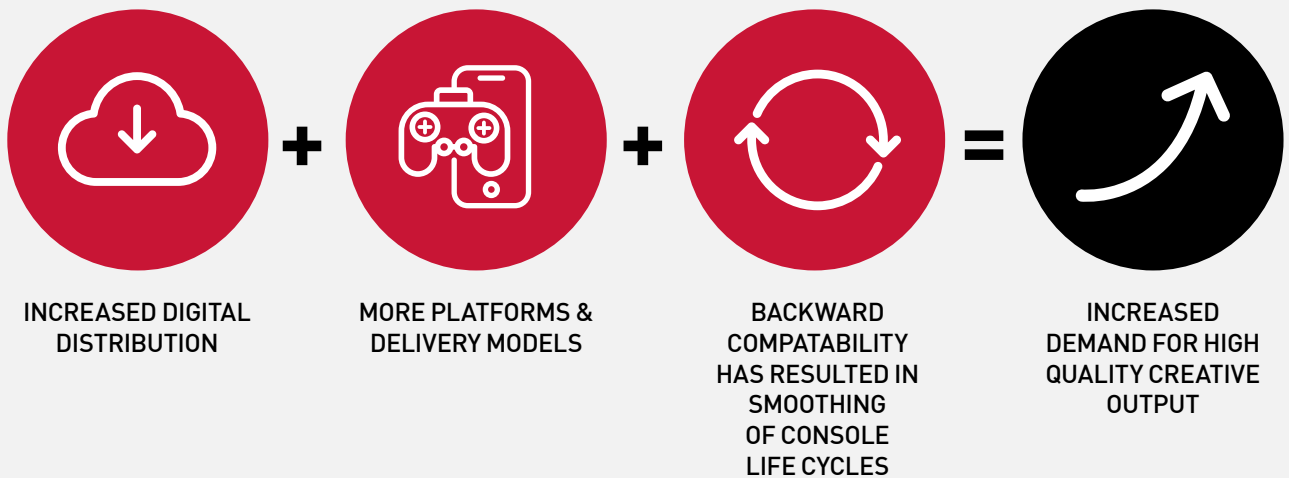 +
+
=
INCREASED DIGITAL
DISTRIBUTION
MORE PLATFORMS &
DELIVERY MODELS
BACKWARD
COMPATABILITY
HAS RESULTED IN
SMOOTHING
OF CONSOLE
LIFE CYCLES
INCREASED
DEMAND FOR HIGH
QUALITY CREATIVE
OUTPUT